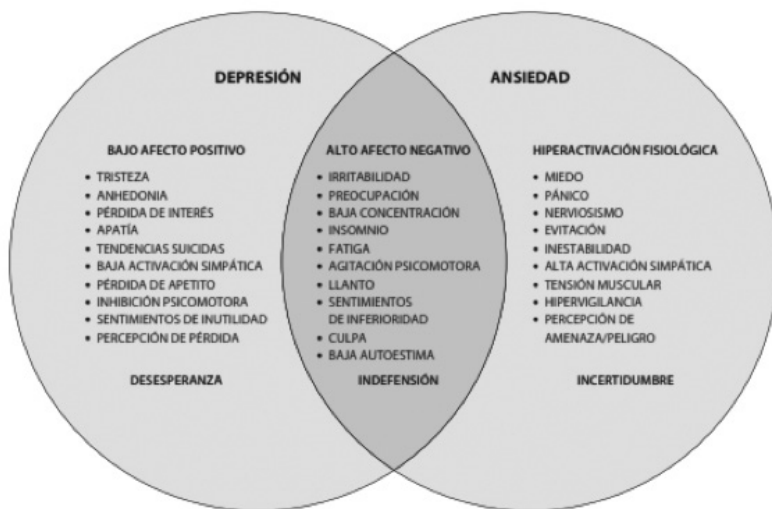 DEPRESIÓN
BAJO AFECTO POSITIVO
• TRISTEZA
• ANHEDONIA
• PÉRDIDA DE INTERÉS
• APATÍA
• TENDENCIAS SUICIDAS
• BAJA ACTIVACIÓN SIMPÁTICA
• PÉRDIDA DE APETITO
• INHIBICIÓN PSICOMOTORA
• SENTIMIENTOS DE INUTILIDAD
• PERCEPCIÓN DE PÉRDIDA
DESESPERANZA
ALTO AFECTO NEGATIVO
• IRRITABILIDAD
• PREOCUPACIÓN
• BAJA CONCENTRACIÓN
• INSOMNIO
• FATIGA
• AGITACIÓN PSICOMOTORA
• LLANTO
• SENTIMIENTOS
DE INFERIORIDAD
• CULPA
• BAJA AUTOESTIMA
INDEFENSIÓN
ANSIEDAD
HIPERACTIVACIÓN FISIOLÓGICA
• MIEDO
• PÁNICO
• NERVIOSISMO
• EVITACIÓN
• INESTABILIDAD
• ALTA ACTIVACIÓN SIMPÁTICA
• TENSIÓN MUSCULAR
• HIPERVIGILANCIA
• PERCEPCIÓN DE
AMENAZA/PELIGRO
INCERTIDUMBRE